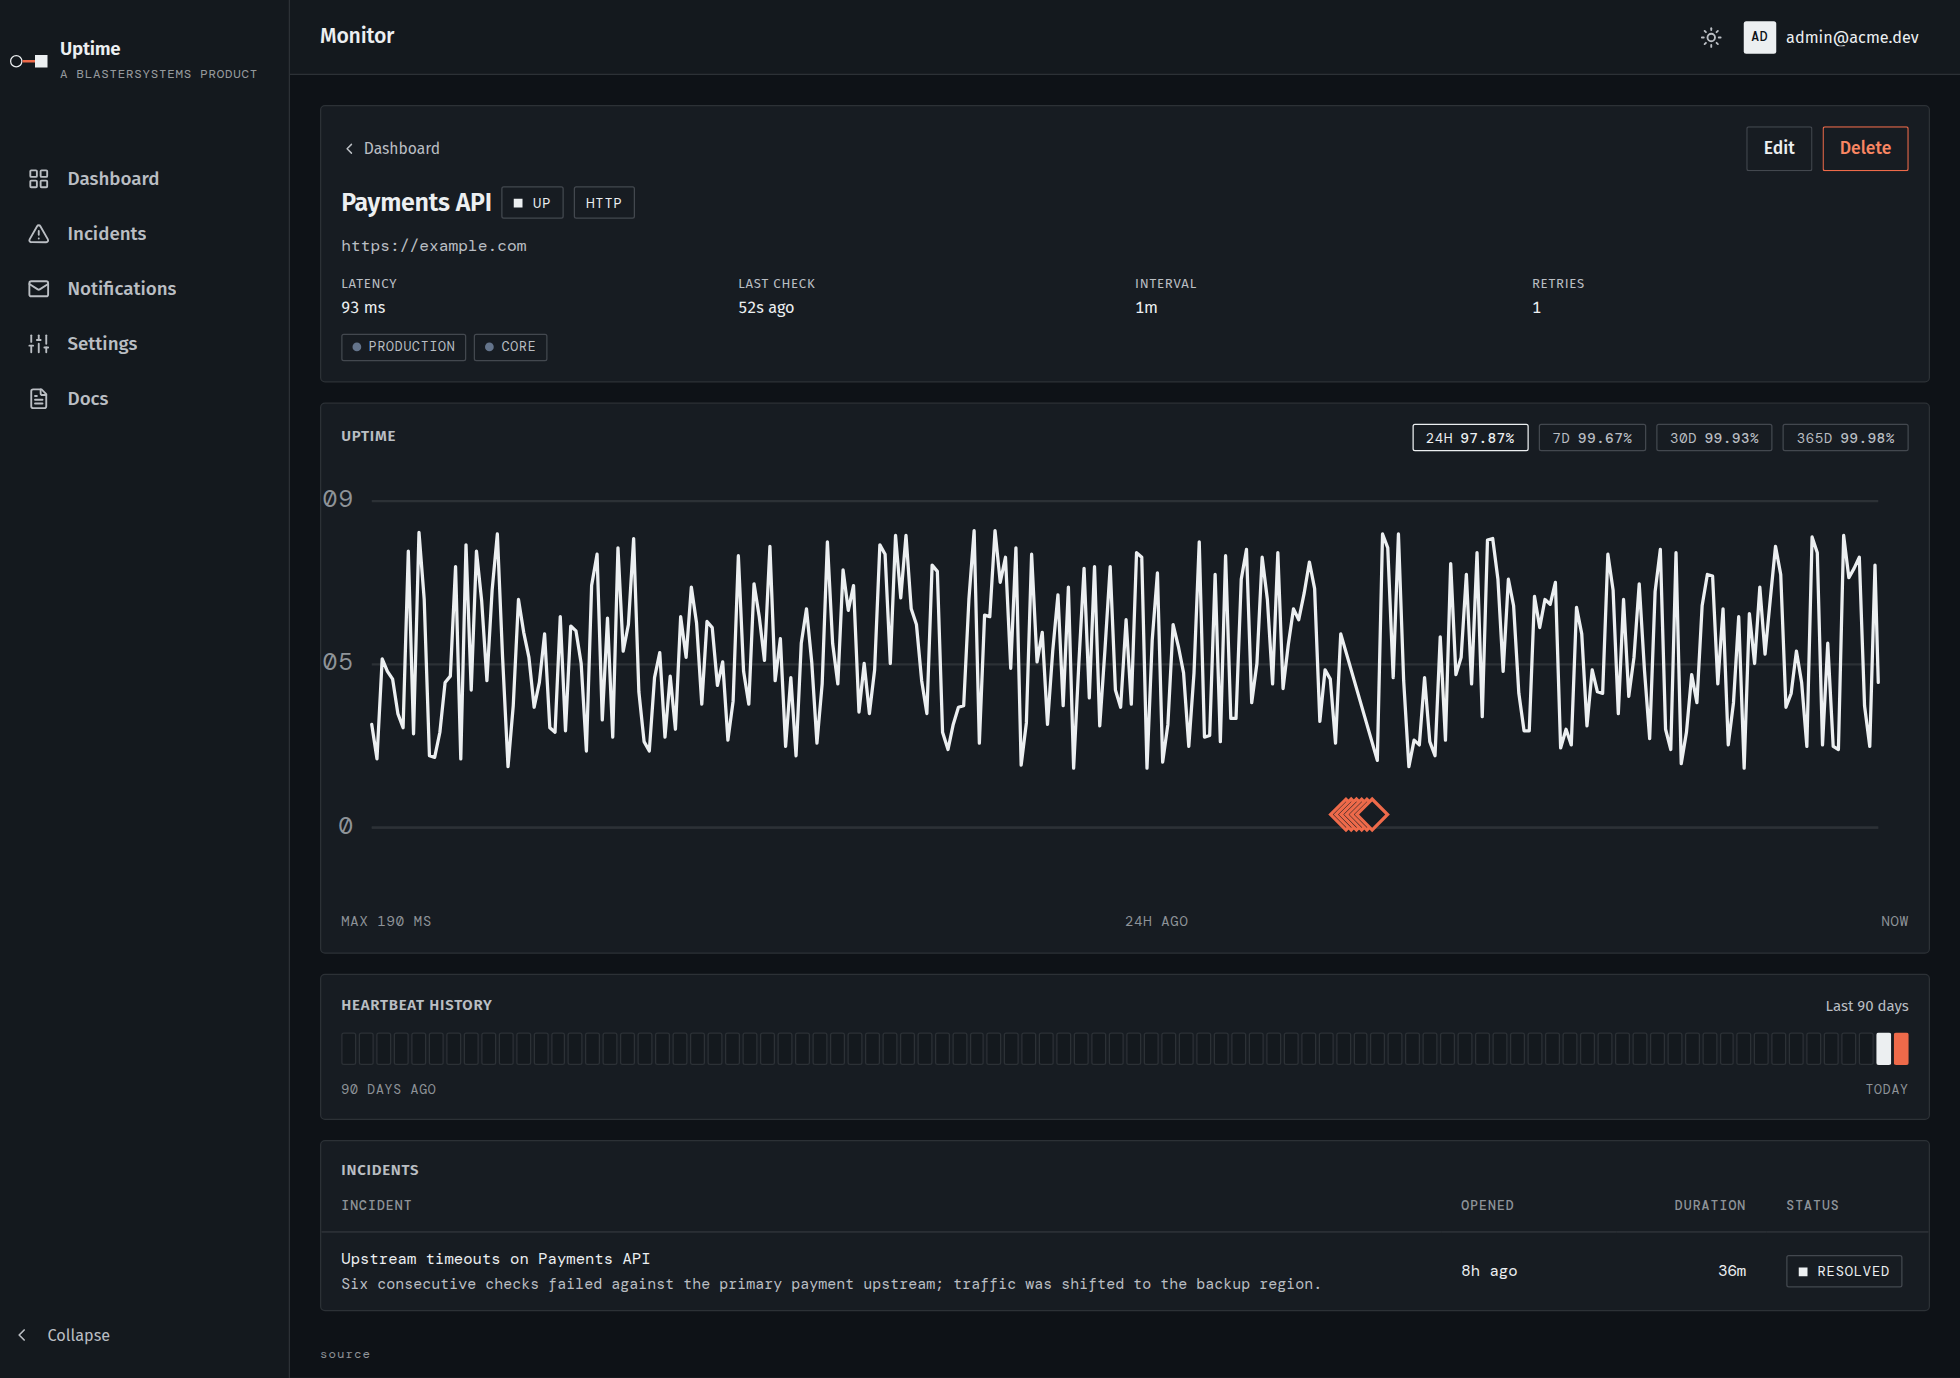 Uptime
A BLASTERSYSTEMS PRODUCT
Dashboard
Incidents
Notifications
Settings
Docs
Collapse
Monitor
AD
admin@acme.dev
Dashboard
Edit
Delete
Payments API
UP
HTTP
https://example.com
LATENCY
LAST CHECK
INTERVAL
RETRIES
93 ms
52s ago
1m
1
PRODUCTION
CORE
UPTIME
24H 97.87%
7D 99.67%
30D 99.93%
365D 99.98%
09
05
0
MAX 190 MS
24H AGO
NOW
HEARTBEAT HISTORY
Last 90 days
90 DAYS AGO
TODAY
INCIDENTS
INCIDENT
OPENED
DURATION
STATUS
Upstream timeouts on Payments API
Six consecutive checks failed against the primary payment upstream; traffic was shifted to the backup region.
8h ago
36m
RESOLVED
source